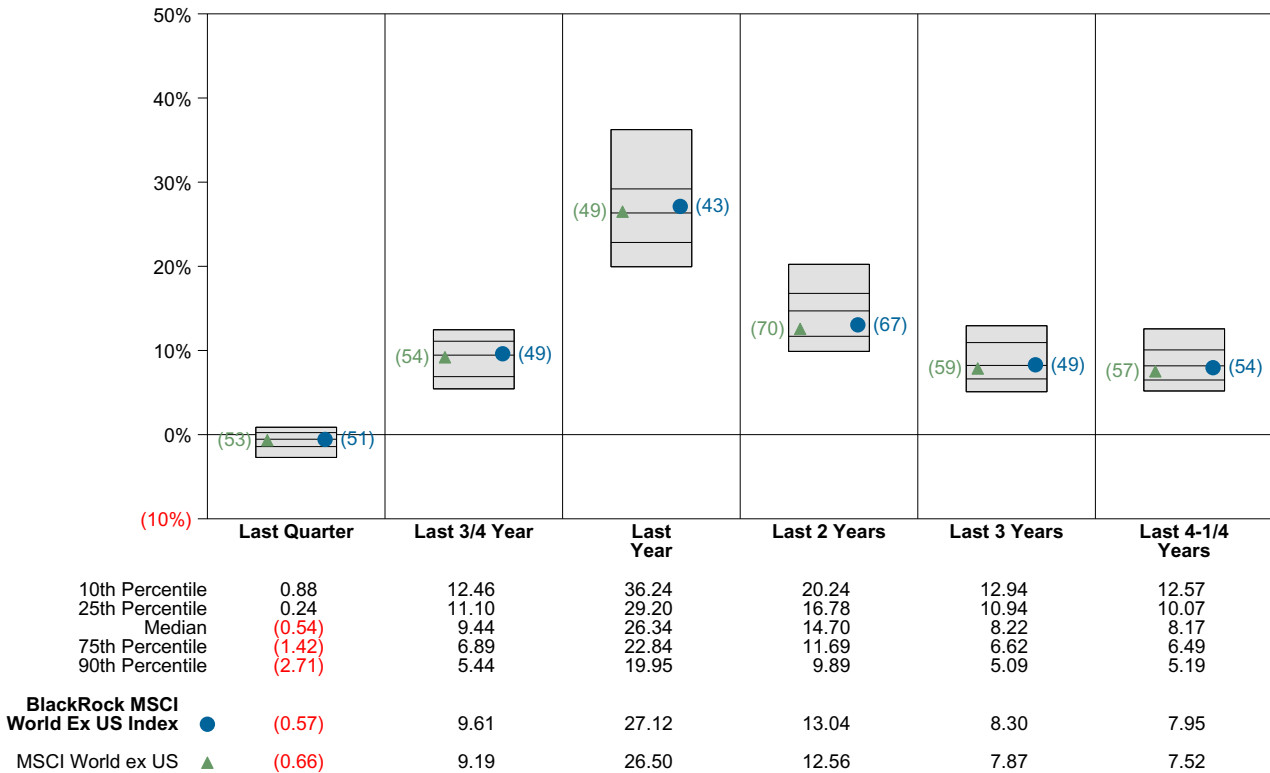 50%
40%
30%
20%
10%
0%
(10%)
(53) (51)
(54) (49)
(49) (43)
(70) (67)
(59) (49)
(57) (54)
Last Quarter Last 3/4 Year Last Last 2 Years Last 3 Years Last 4-1/4
Year Years
10th Percentile 0.88 12.46 36.24 20.24 12.94 12.57
25th Percentile 0.24 11.10 29.20 16.78 10.94 10.07
Median (0.54) 9.44 26.34 14.70 8.22 8.17
75th Percentile (1.42) 6.89 22.84 11.69 6.62 6.49
90th Percentile (2.71) 5.44 19.95 9.89 5.09 5.19
BlackRock MSCI
World Ex US Index (0.57) 9.61 27.12 13.04 8.30 7.95
MSCI World ex US (0.66) 9.19 26.50 12.56 7.87 7.52